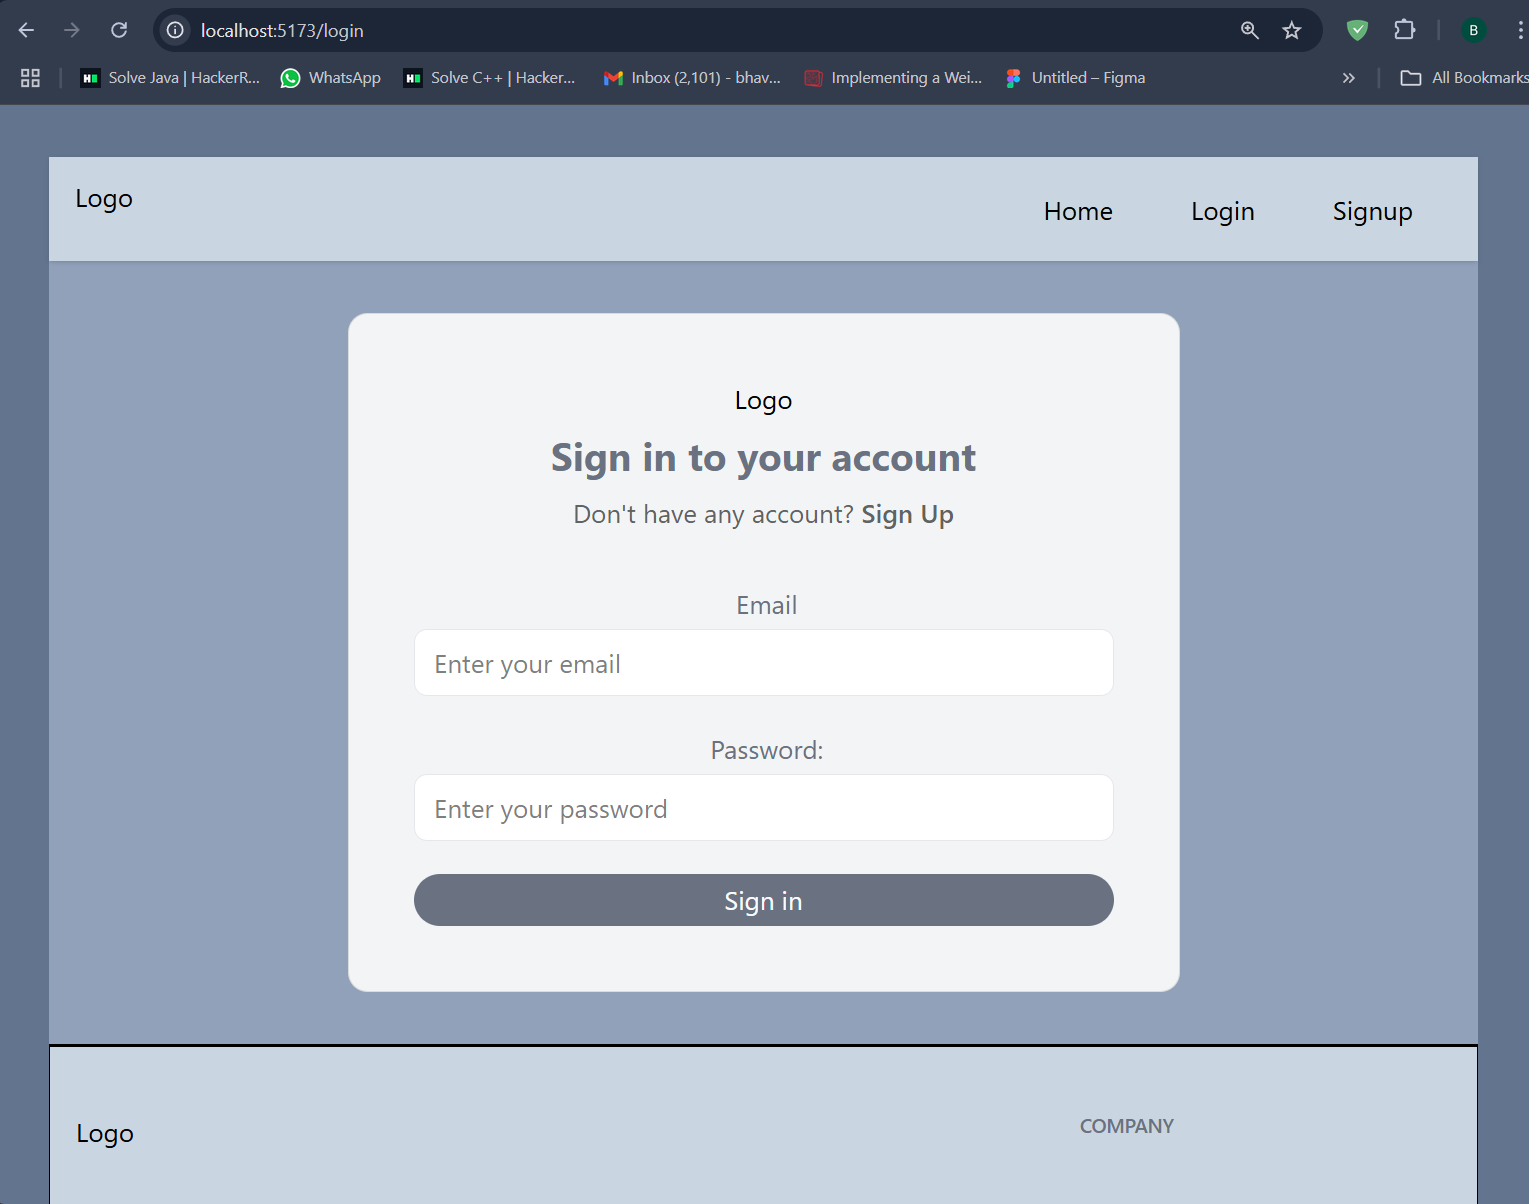 localhost:5173/login
B
Solve Java | HackerR...
WhatsApp
Solve C++ | Hacker...
Inbox (2,101) - bhav...
Implementing a Wei...
Untitled – Figma
All Bookmarks
Logo
Home
Login
Signup
Logo
Sign in to your account
Don't have any account? Sign Up
Email
Enter your email
Password:
Enter your password
Sign in
Logo
COMPANY